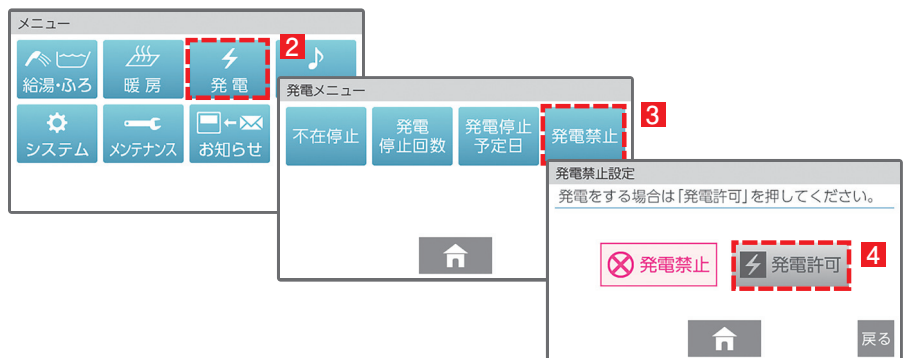 メニュー
給湯・ふろ
暖房
発電
2
システム
メンテナンス
お知らせ
発電メニュー
不在停止
発電
停止回数
発電停止
予定日
発電禁止
3
発電禁止設定
発電をする場合は「発電許可」を押してください。
発電禁止
発電許可
4
戻る